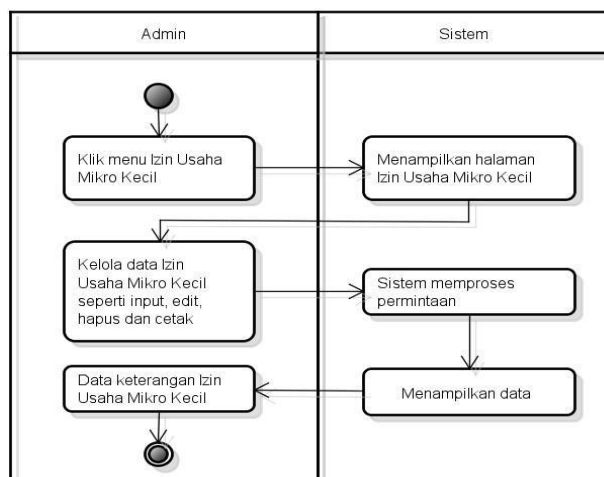 Admin
Sistem
Klik menu Izin Usaha
Mikro Kecil
Menampilkan halaman
Izin Usaha Mikro Kecil
Kelola data Izin
Usaha Mikro Kecil
seperti input, edit,
hapus dan cetak
Sistem memproses
permintaan
Data keterangan Izin
Usaha Mikro Kecil
Menampilkan data